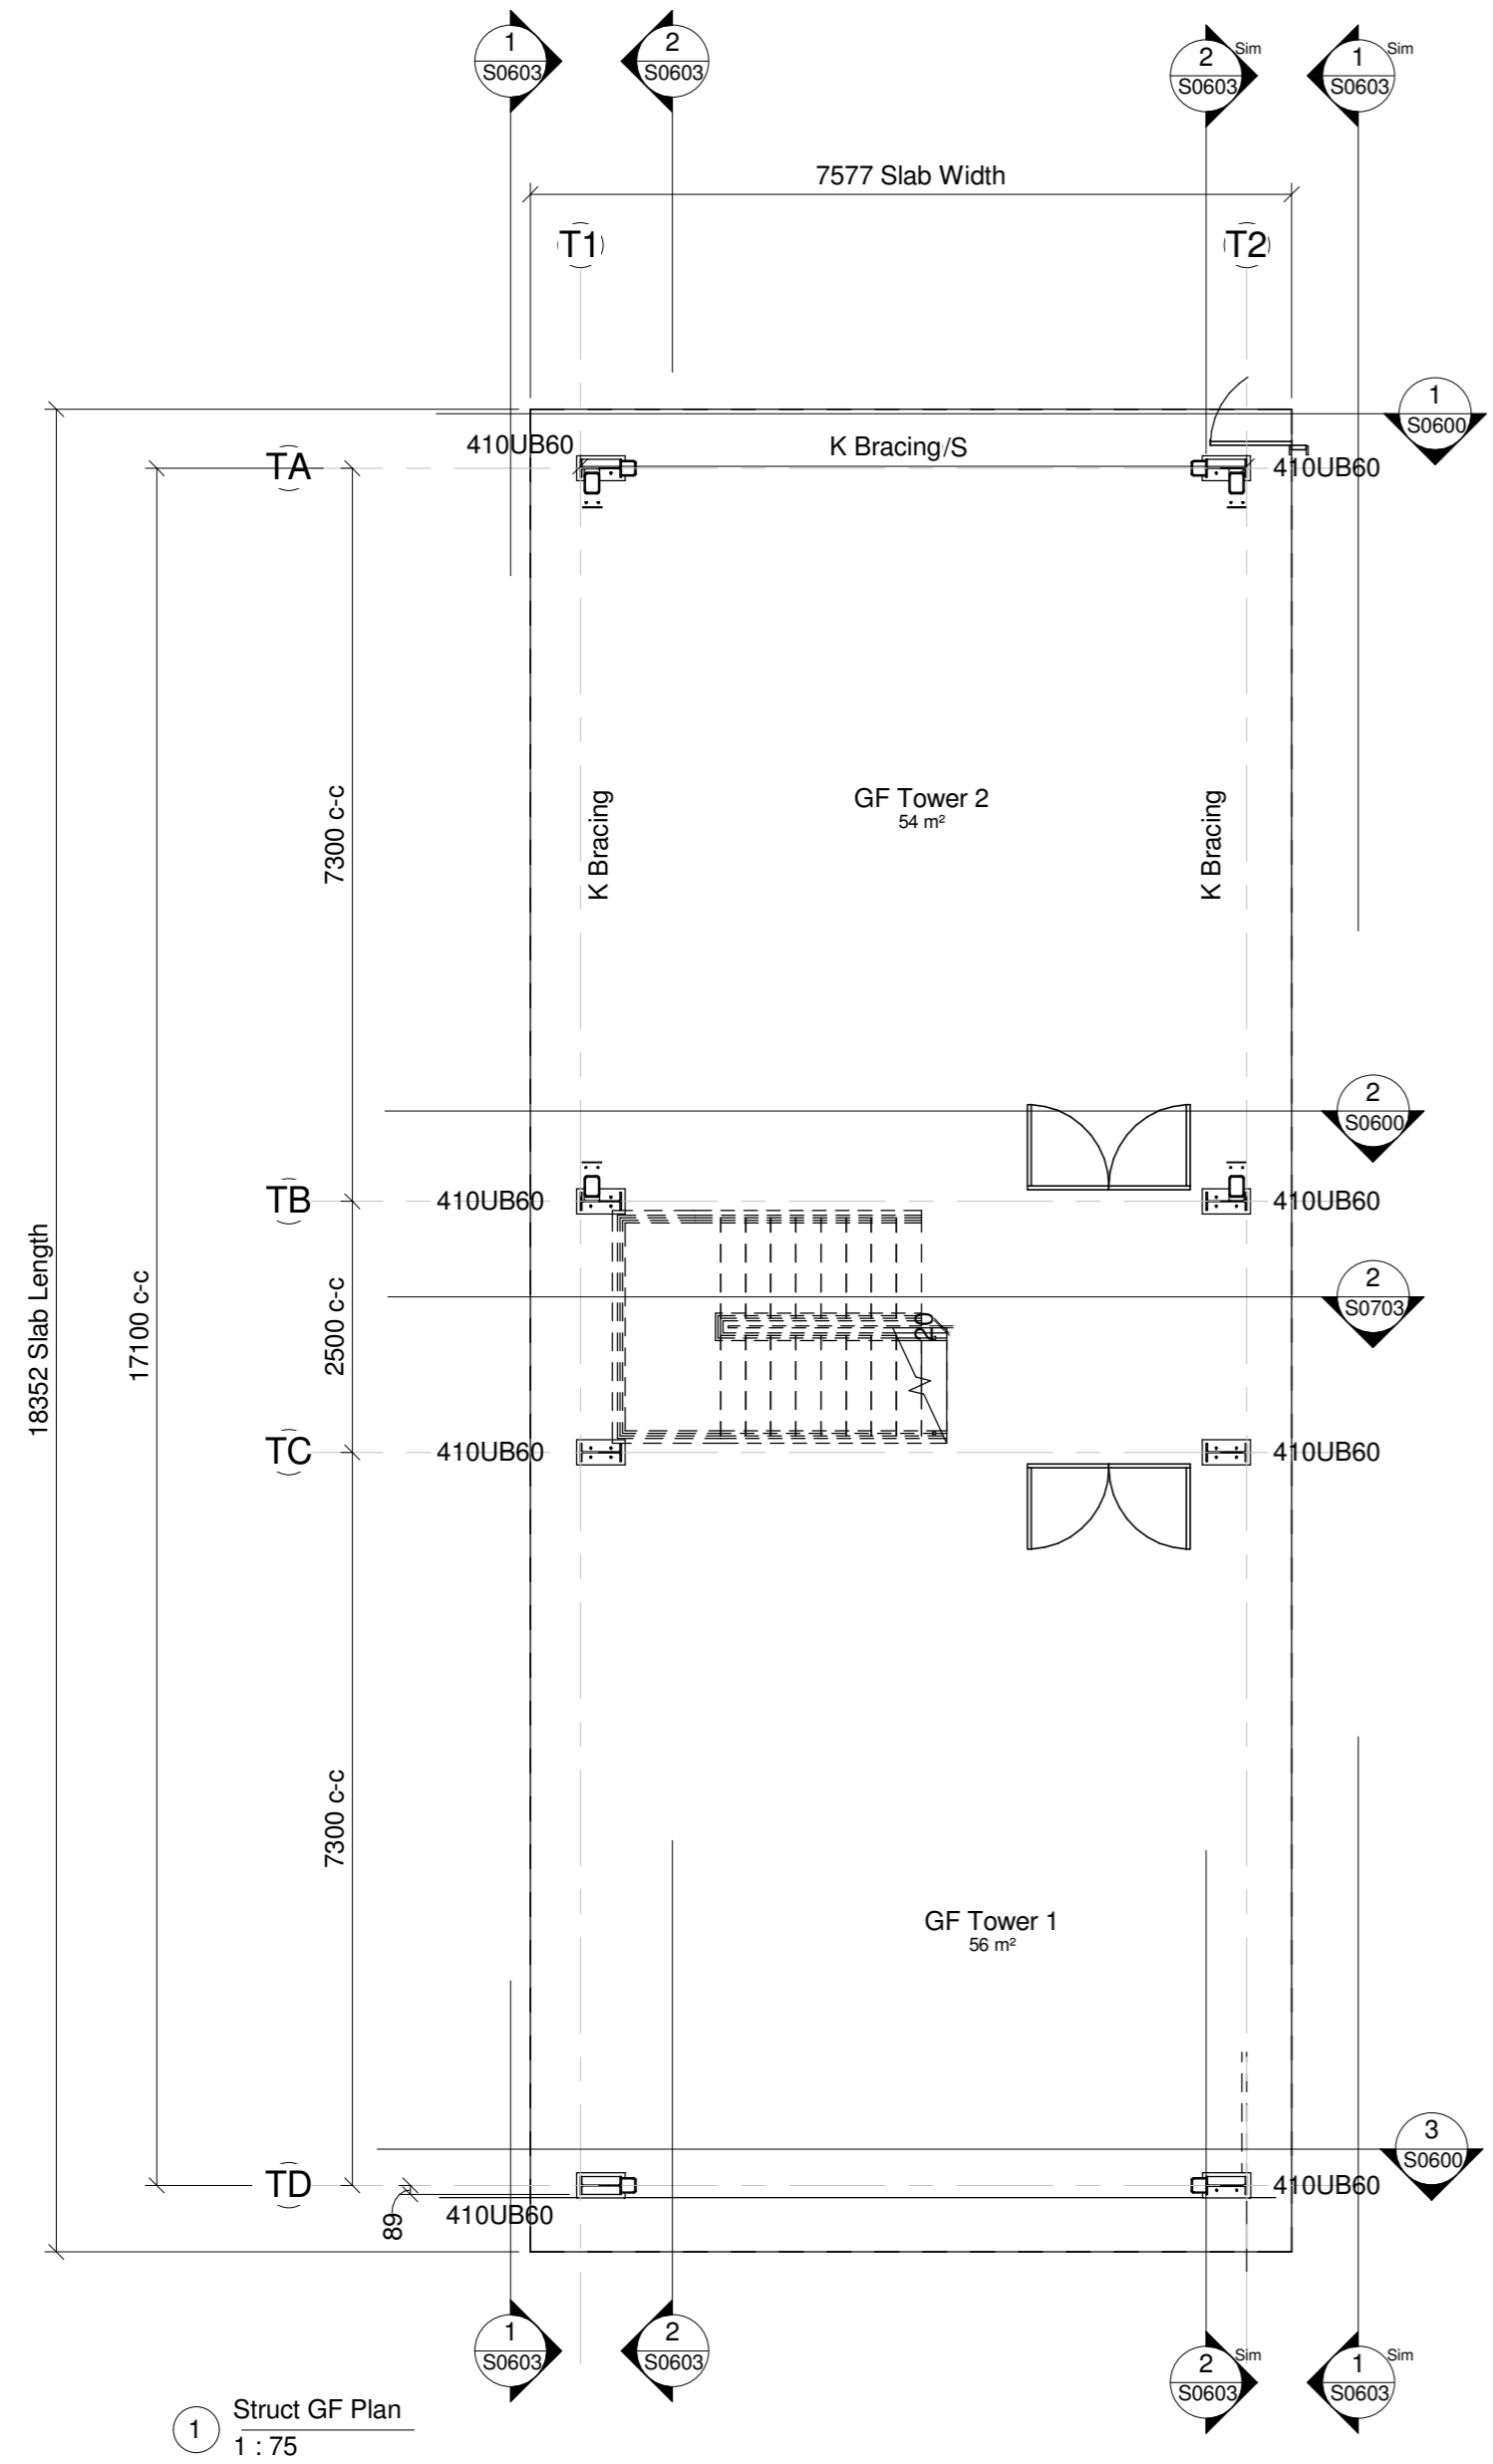 1
S0603
2
S0603
2
S0603
Sim
1
S0603
Sim
7577 Slab Width
T1
T2
1
S0600
410UB60
K Bracing/S
TA
410UB60
7300 c-c
K Bracing
GF Tower 2
54 m²
K Bracing
2
S0600
TB
410UB60
410UB60
18352 Slab Length
17100 c-c
2500 c-c
20
2
S0703
TC
410UB60
410UB60
7300 c-c
GF Tower 1
56 m²
3
S0600
TD
410UB60
89
410UB60
1
S0603
2
S0603
2
S0603
Sim
1
S0603
Sim
1
Struct GF Plan
1 : 75